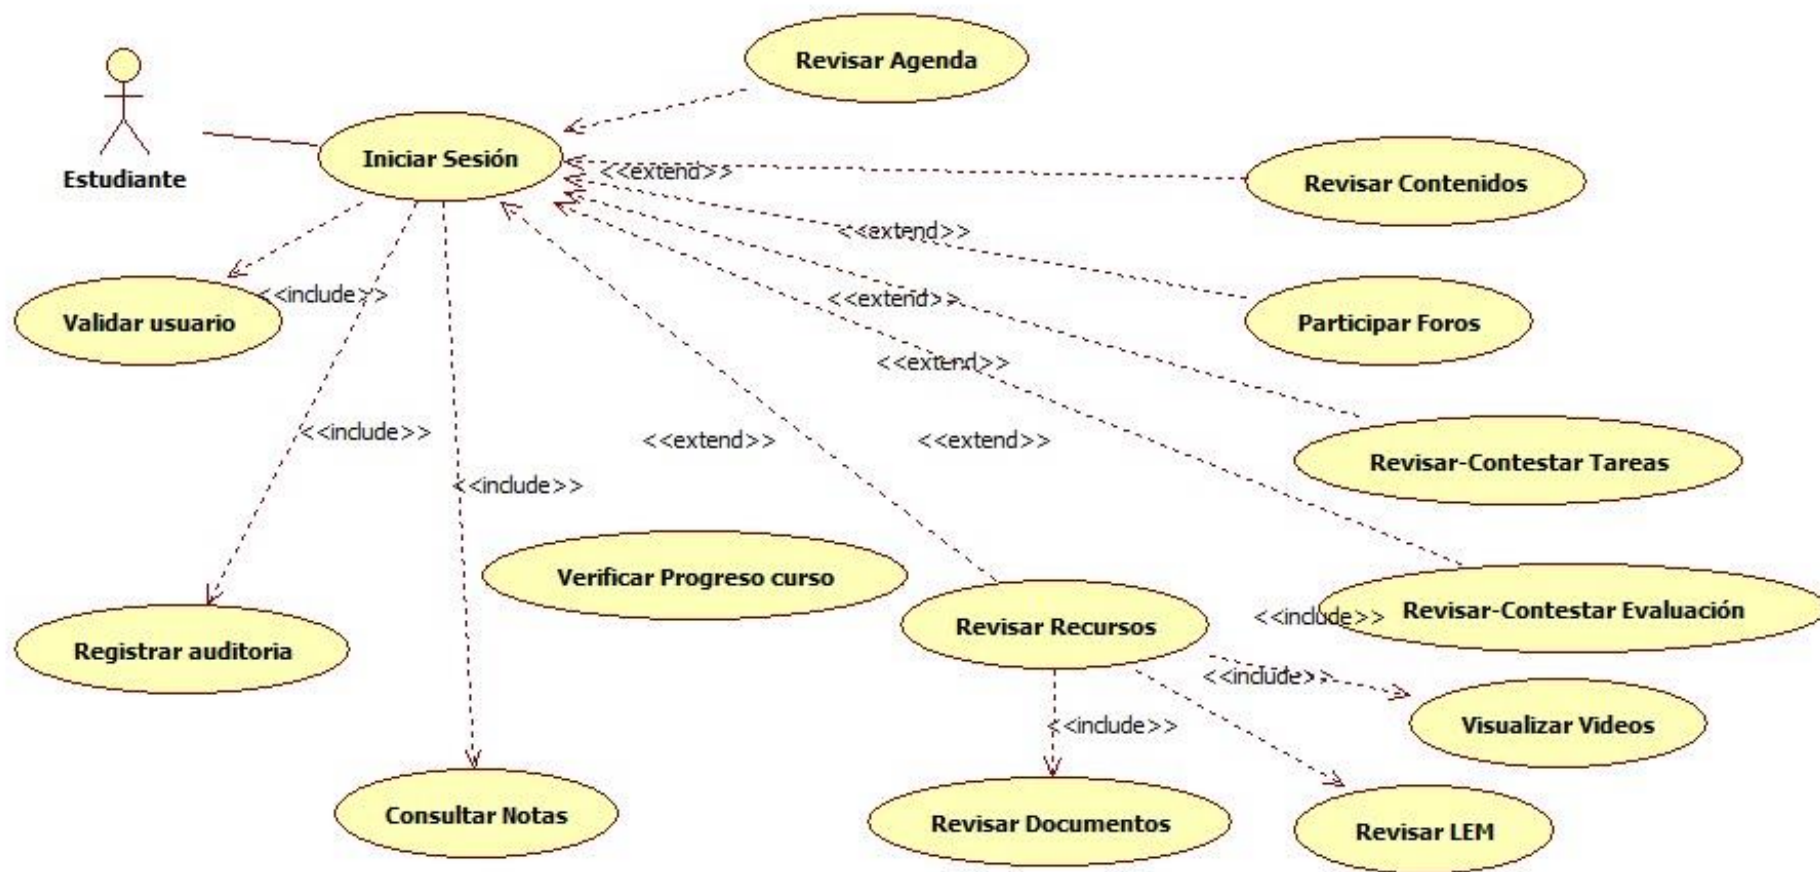 Revisar Agenda
Iniciar Sesión
Estudiante
<<extend>>
Revisar Contenidos
<<extend>>
<<include>>
<<extend>>
Validar usuario
Participar Foros
<<extend>>
<<include>>
<<extend>>
<<extend>>
Revisar-Contestar Tareas
<<include>>
Verificar Progreso curso
Revisar-Contestar Evaluación
<<include>>
Revisar Recursos
Registrar auditoria
<<include>>
<<include>>
Visualizar Videos
Consultar Notas
Revisar Documentos
Revisar LEM